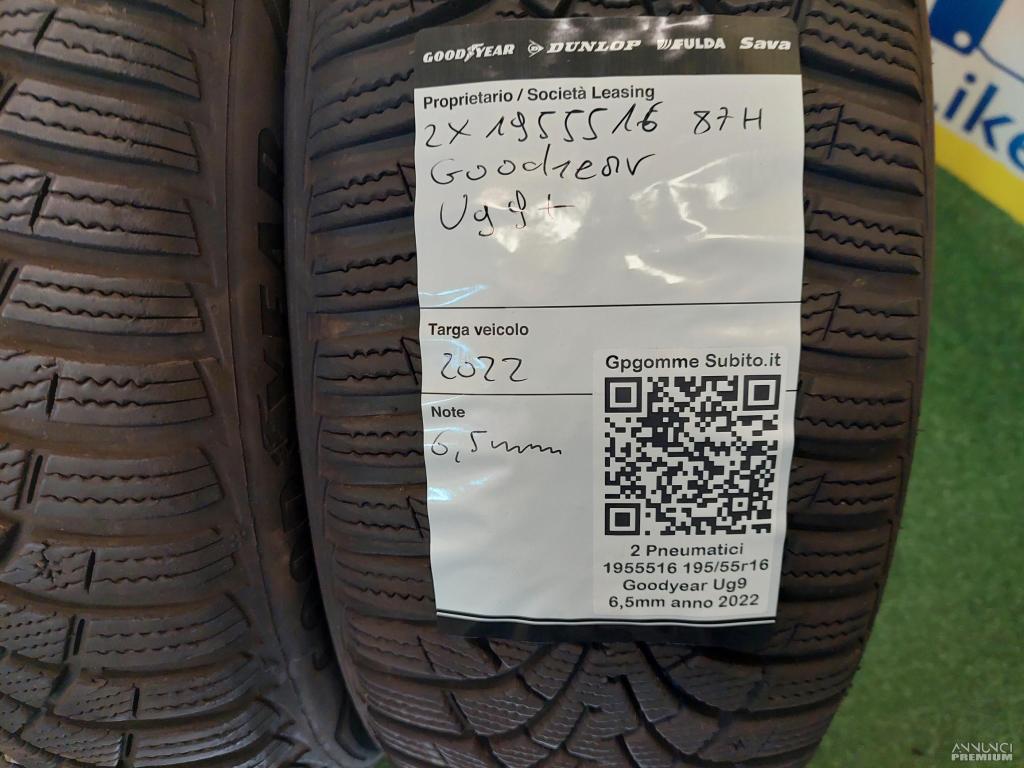 GOODYEAR DUNLOP FULDA Sava
Proprietario / Società Leasing
2X 1955516 87H
Goodyear
Ug9+
Targa veicolo
2022
Note
6,5mm
Gpgomme Subito.it
2 Pneumatici
1955516 195/55r16
Goodyear Ug9
6,5mm anno 2022
Like
ANNUNCI
PREMIUM